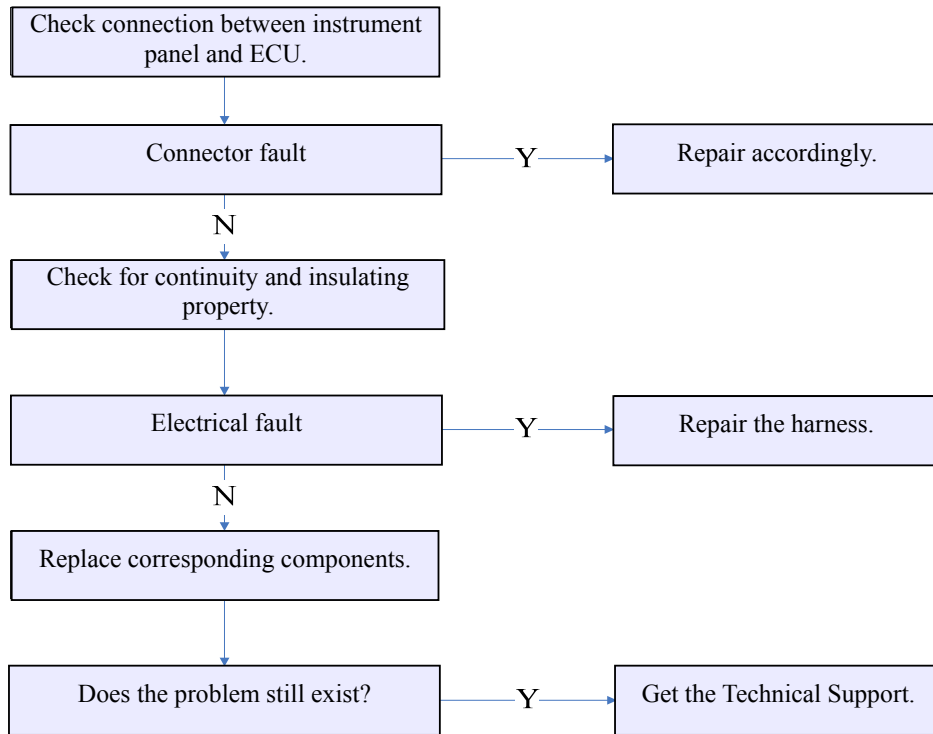 Check connection between instrument
panel and ECU.
Connector fault
Y
Repair accordingly.
N
Check for continuity and insulating
property.
Electrical fault
Y
Repair the harness.
N
Replace corresponding components.
Does the problem still exist?
Y
Get the Technical Support.